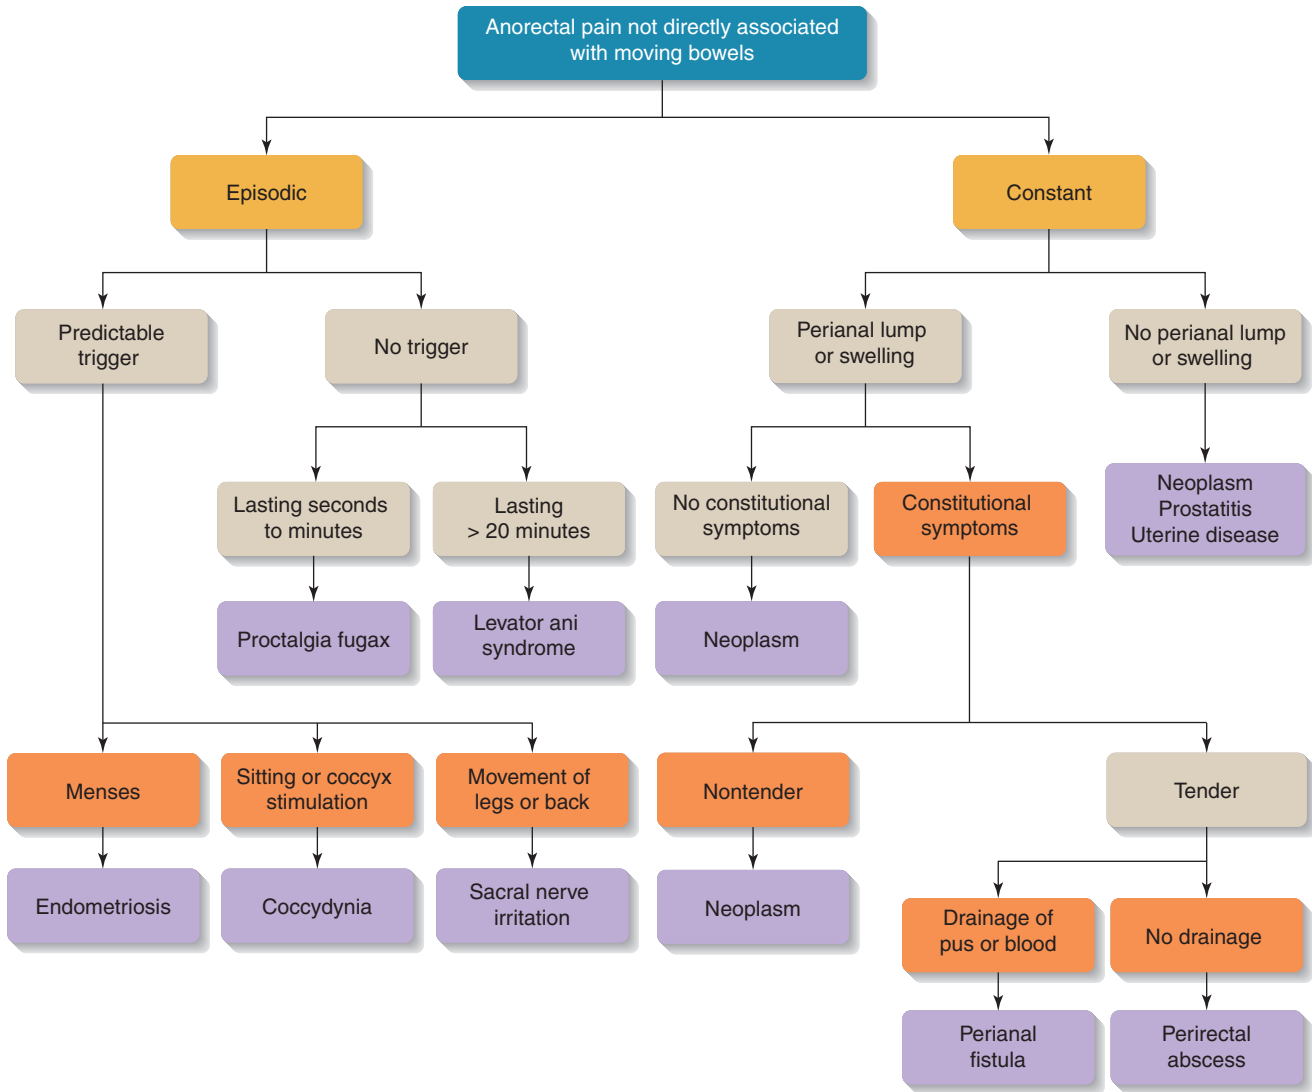 Anorectal pain not directly associated
with moving bowels
Episodic
Constant
Predictable
trigger
No trigger
Perianal lump
or swelling
No perianal lump
or swelling
Lasting seconds
to minutes
Lasting
> 20 minutes
No constitutional
symptoms
Constitutional
symptoms
Neoplasm
Prostatitis
Uterine disease
Proctalgia fugax
Levator ani
syndrome
Neoplasm
Menses
Sitting or coccyx
stimulation
Movement of
legs or back
Nontender
Tender
Endometriosis
Coccydynia
Sacral nerve
irritation
Neoplasm
Drainage of
pus or blood
No drainage
Perianal
fistula
Perirectal
abscess